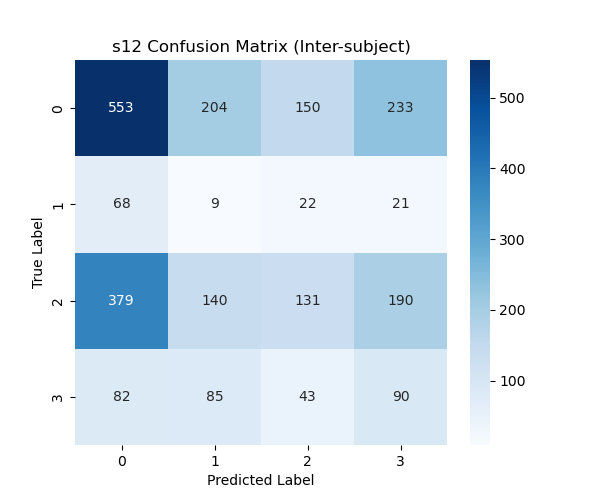 s12 Confusion Matrix (Inter-subject)
0 553 204 150 233
1 68 9 22 21
2 379 140 131 190
3 82 85 43 90
0 1 2 3
True Label
Predicted Label
500
400
300
200
100